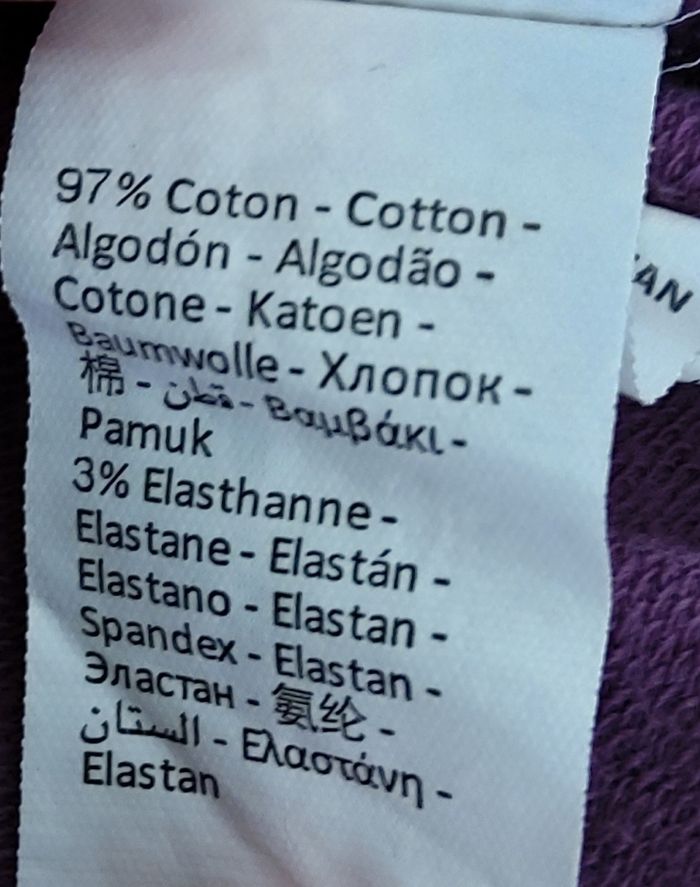 97% Coton - Cotton -
Algodón - Algodão -
Cotone - Katoen -
Baumwolle - Хлопок -
棉 - قطن - Βαμβάκι -
Pamuk
3% Elasthanne -
Elastane - Elastán -
Elastano - Elastan -
Spandex - Elastan -
Эластан - 氨纶 -
الستان - Ελαστάνη -
Elastan